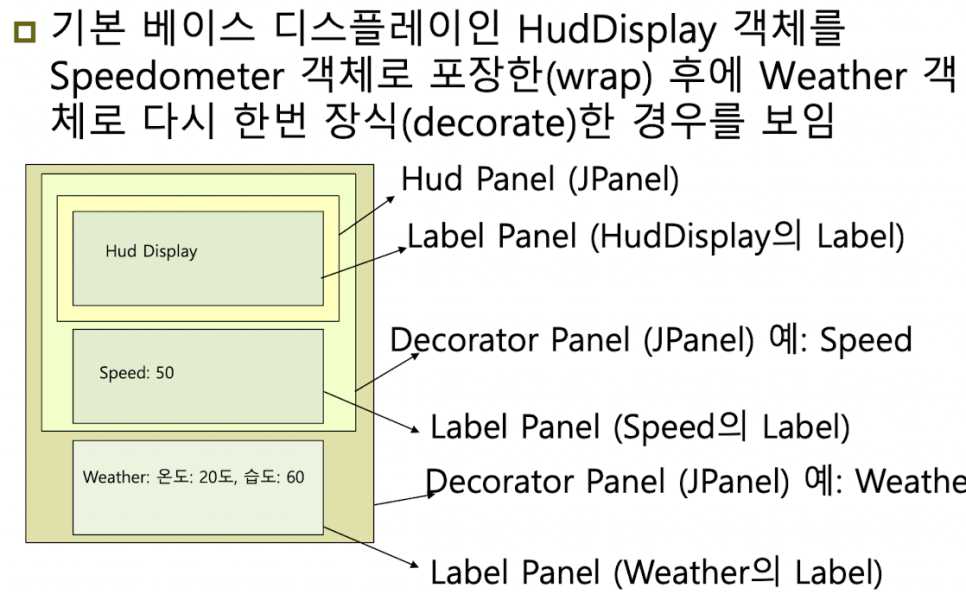 기본 베이스 디스플레이인 HudDisplay 객체를
Speedometer 객체로 포장한(wrap) 후에 Weather 객
체로 다시 한번 장식(decorate)한 경우를 보임
Hud Panel (JPanel)
Label Panel (HudDisplay의 Label)
Hud Display
Decorator Panel (JPanel) 예: Speed
Speed: 50
Label Panel (Speed의 Label)
Weather: 온도: 20도, 습도: 60
Decorator Panel (JPanel) 예: Weathe
Label Panel (Weather의 Label)